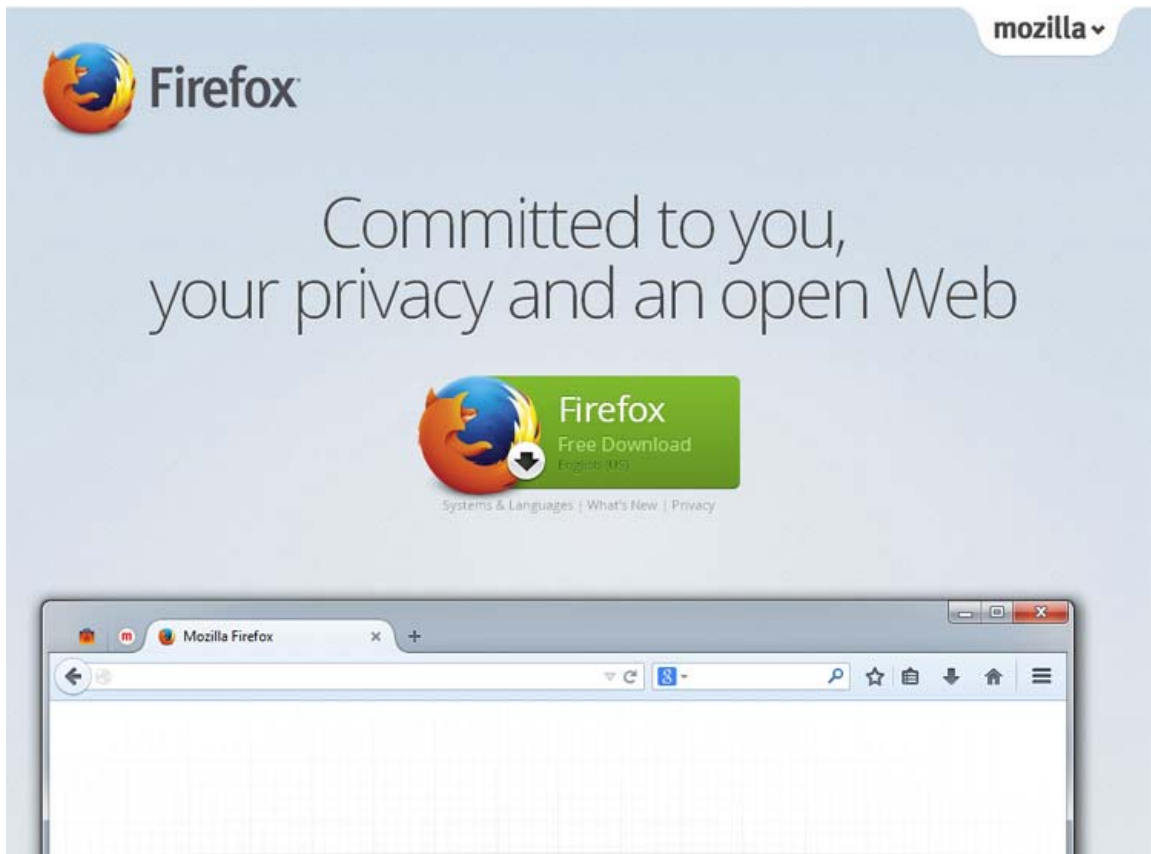 mozilla
Firefox
Committed to you,
your privacy and an open Web
Firefox
Free Download
English (US)
Systems & Languages | What's New | Privacy
m
Mozilla Firefox
8